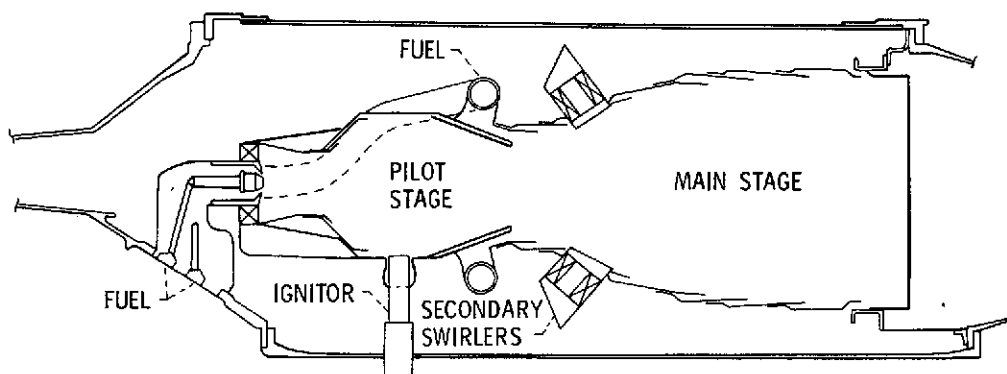 FUEL
PILOT
STAGE
MAIN STAGE
FUEL
IGNITOR
SECONDARY
SWIRLERS